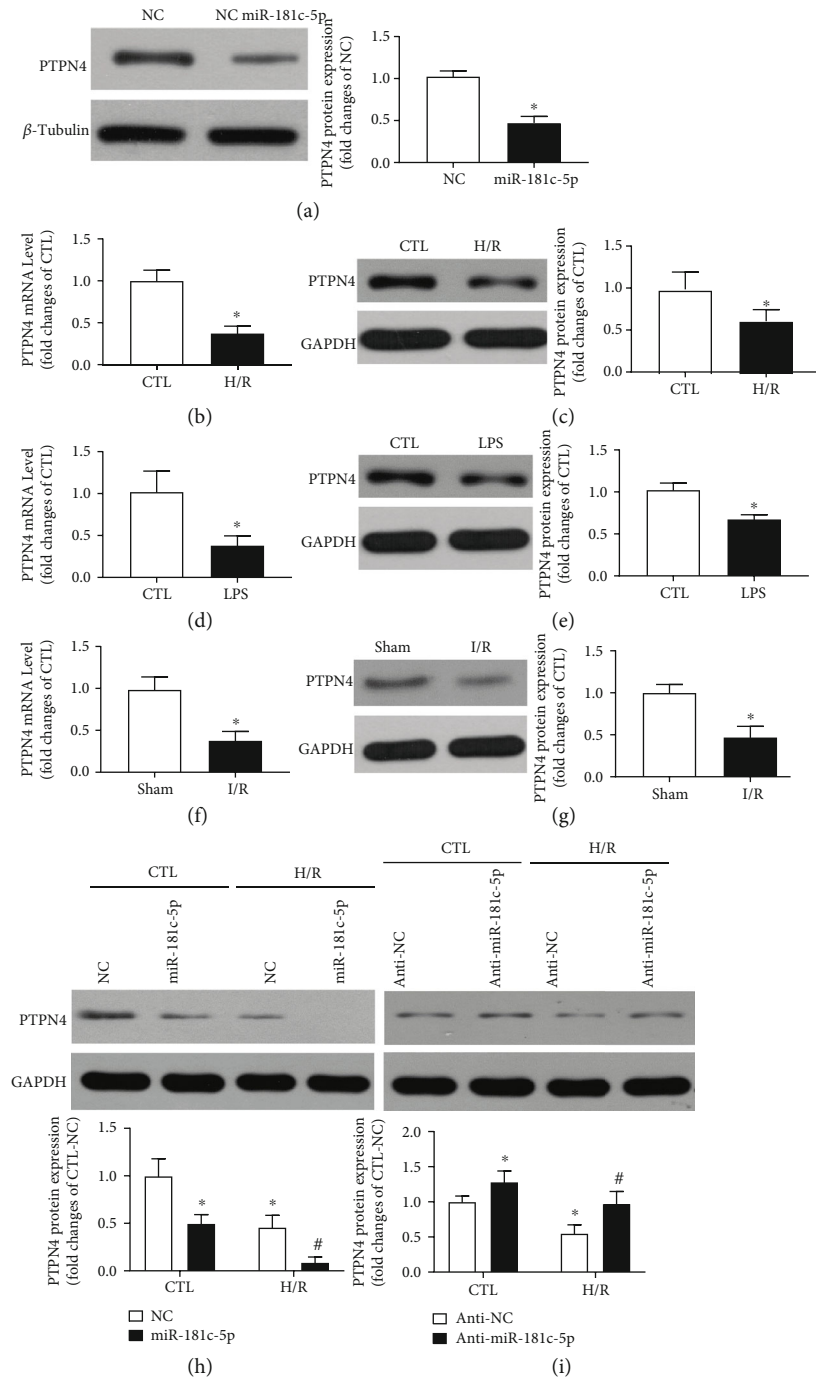 NC NC miR-181c-5p
PTPN4
β-Tubulin
PTPN4 protein expression
(fold changes of NC)
1.5
1.0
0.5
0.0
*
NC miR-181c-5p
(a)
PTPN4 mRNA Level
(fold changes of CTL)
1.5
1.0
0.5
0.0
*
CTL H/R
(b)
CTL H/R
PTPN4
GAPDH
PTPN4 protein expression
(fold changes of CTL)
1.5
1.0
0.5
0.0
*
CTL H/R
(c)
PTPN4 mRNA Level
(fold changes of CTL)
1.5
1.0
0.5
0.0
*
CTL LPS
(d)
CTL LPS
PTPN4
GAPDH
PTPN4 protein expression
(fold changes of CTL)
1.5
1.0
0.5
0.0
*
CTL LPS
(e)
PTPN4 mRNA Level
(fold changes of CTL)
1.5
1.0
0.5
0.0
*
Sham I/R
(f)
Sham I/R
PTPN4
GAPDH
PTPN4 protein expression
(fold changes of CTL)
1.5
1.0
0.5
0.0
*
Sham I/R
(g)
CTL H/R
NC
miR-181c-5p
NC
miR-181c-5p
PTPN4
GAPDH
PTPN4 protein expression
(fold changes of CTL-NC)
1.5
1.0
0.5
0.0
*
*
#
CTL H/R
NC
miR-181c-5p
(h)
CTL H/R
Anti-NC
Anti-miR-181c-5p
Anti-NC
Anti-miR-181c-5p
PTPN4 protein expression
(fold changes of CTL-NC)
2.0
1.5
1.0
0.5
0.0
*
*
#
CTL H/R
Anti-NC
Anti-miR-181c-5p
(i)